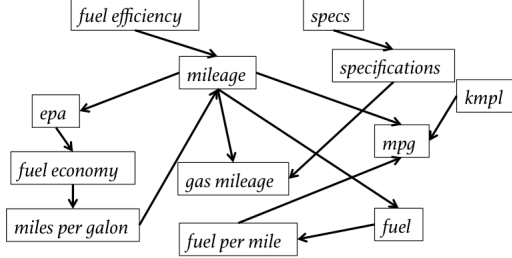 fuel efficiency
specs
mileage
specifications
epa
kmpl
mpg
fuel economy
gas mileage
miles per galon
fuel per mile
fuel